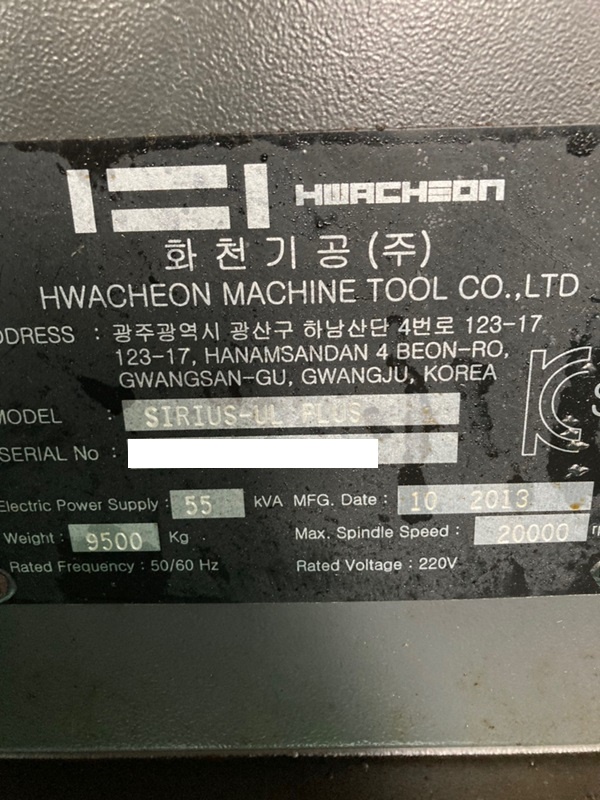 HWACHEON
화천기공(주)
HWACHEON MACHINE TOOL CO.,LTD
DDRESS : 광주광역시 광산구 하남산단 4번로 123-17
123-17, HANAMSANDAN 4 BEON-RO,
GWANGSAN-GU, GWANGJU, KOREA
MODEL : SIRIUS-UL PLUS
SERIAL No :
Electric Power Supply : 55 kVA MFG. Date : 10 2013
Weight : 9500 Kg Max. Spindle Speed : 20000 r
Rated Frequency : 50/60 Hz Rated Voltage : 220V